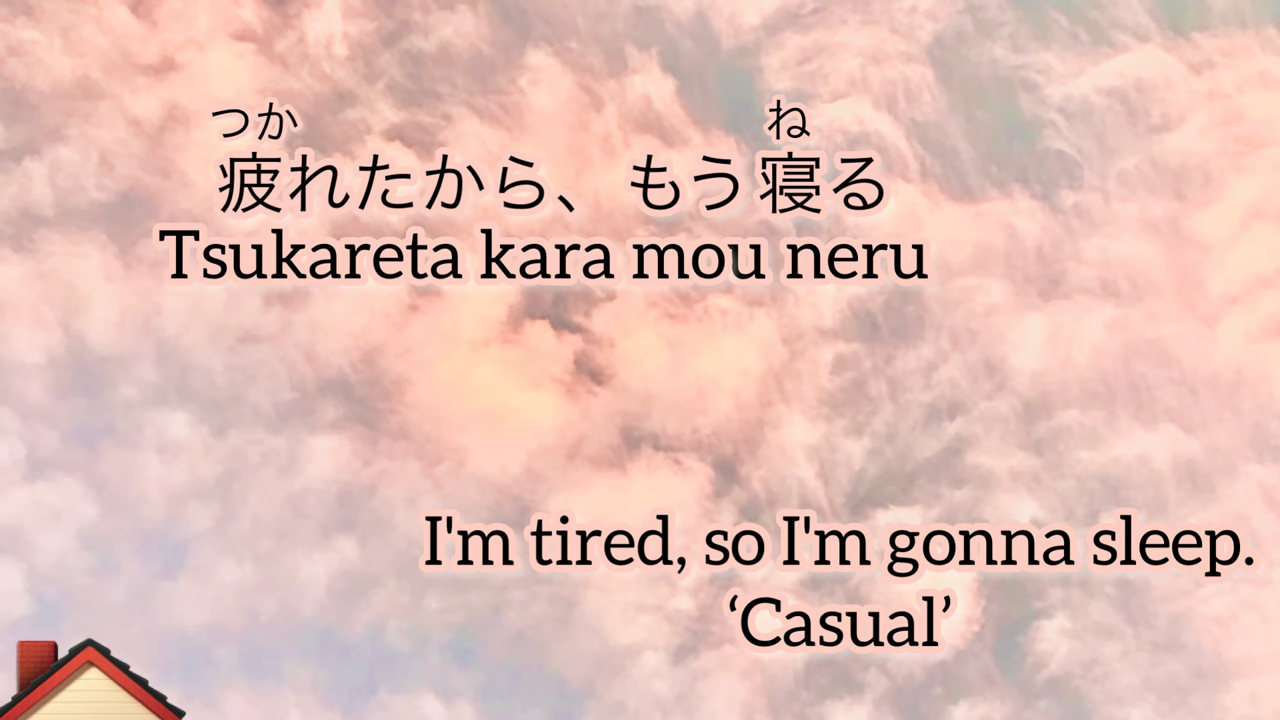 つか ね
疲れたから、もう寝る
Tsukareta kara mou neru
I'm tired, so I'm gonna sleep.
‘Casual’